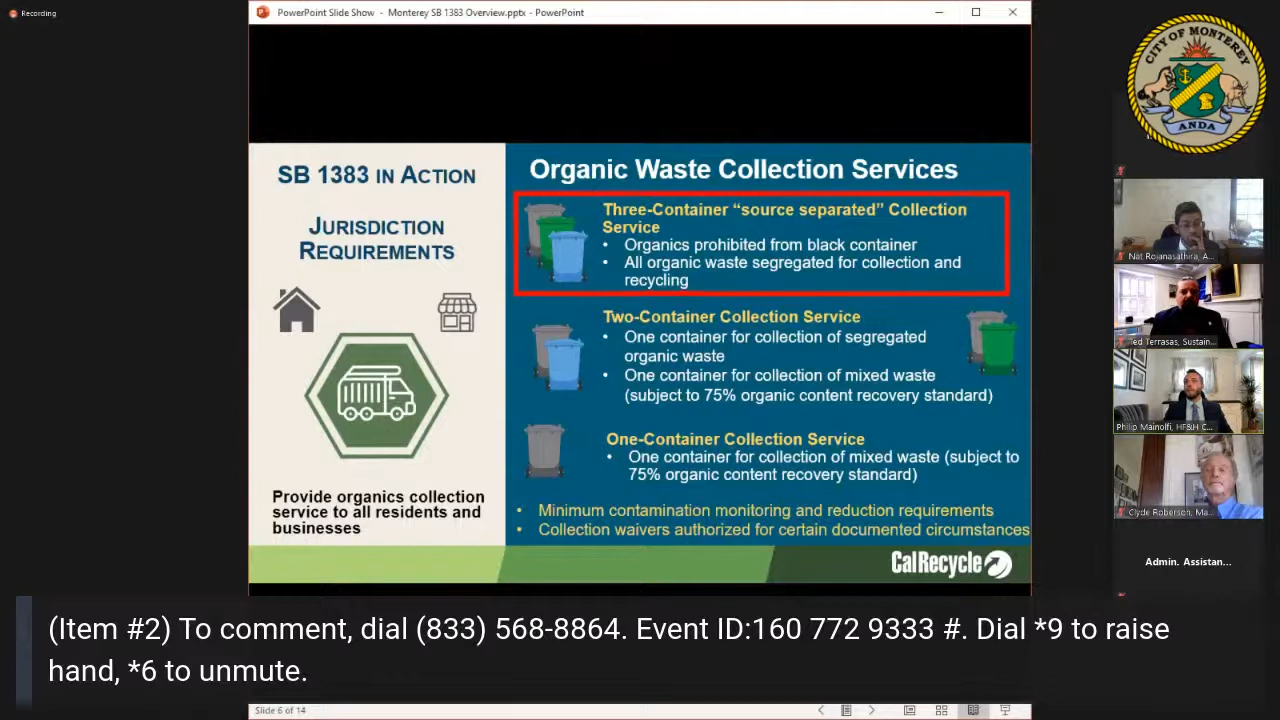 Recording
PowerPoint Slide Show - Monterey SB 1383 Overview.pptx - PowerPoint
CITY OF MONTEREY
ANDA
SB 1383 IN ACTION
JURISDICTION
REQUIREMENTS
Provide organics collection
service to all residents and
businesses
Organic Waste Collection Services
Three-Container “source separated” Collection
Service
• Organics prohibited from black container
• All organic waste segregated for collection and
recycling
Two-Container Collection Service
• One container for collection of segregated
organic waste
• One container for collection of mixed waste
(subject to 75% organic content recovery standard)
One-Container Collection Service
• One container for collection of mixed waste (subject to
75% organic content recovery standard)
• Minimum contamination monitoring and reduction requirements
• Collection waivers authorized for certain documented circumstances
CalRecycle
Nat Rojanasathira, A...
Ted Terrasas, Sustain...
Philip Mainolfi, HF&H C...
Clyde Roberson, Ma...
Admin. Assistan...
(Item #2) To comment, dial (833) 568-8864. Event ID:160 772 9333 #. Dial *9 to raise
hand, *6 to unmute.
Slide 6 of 14